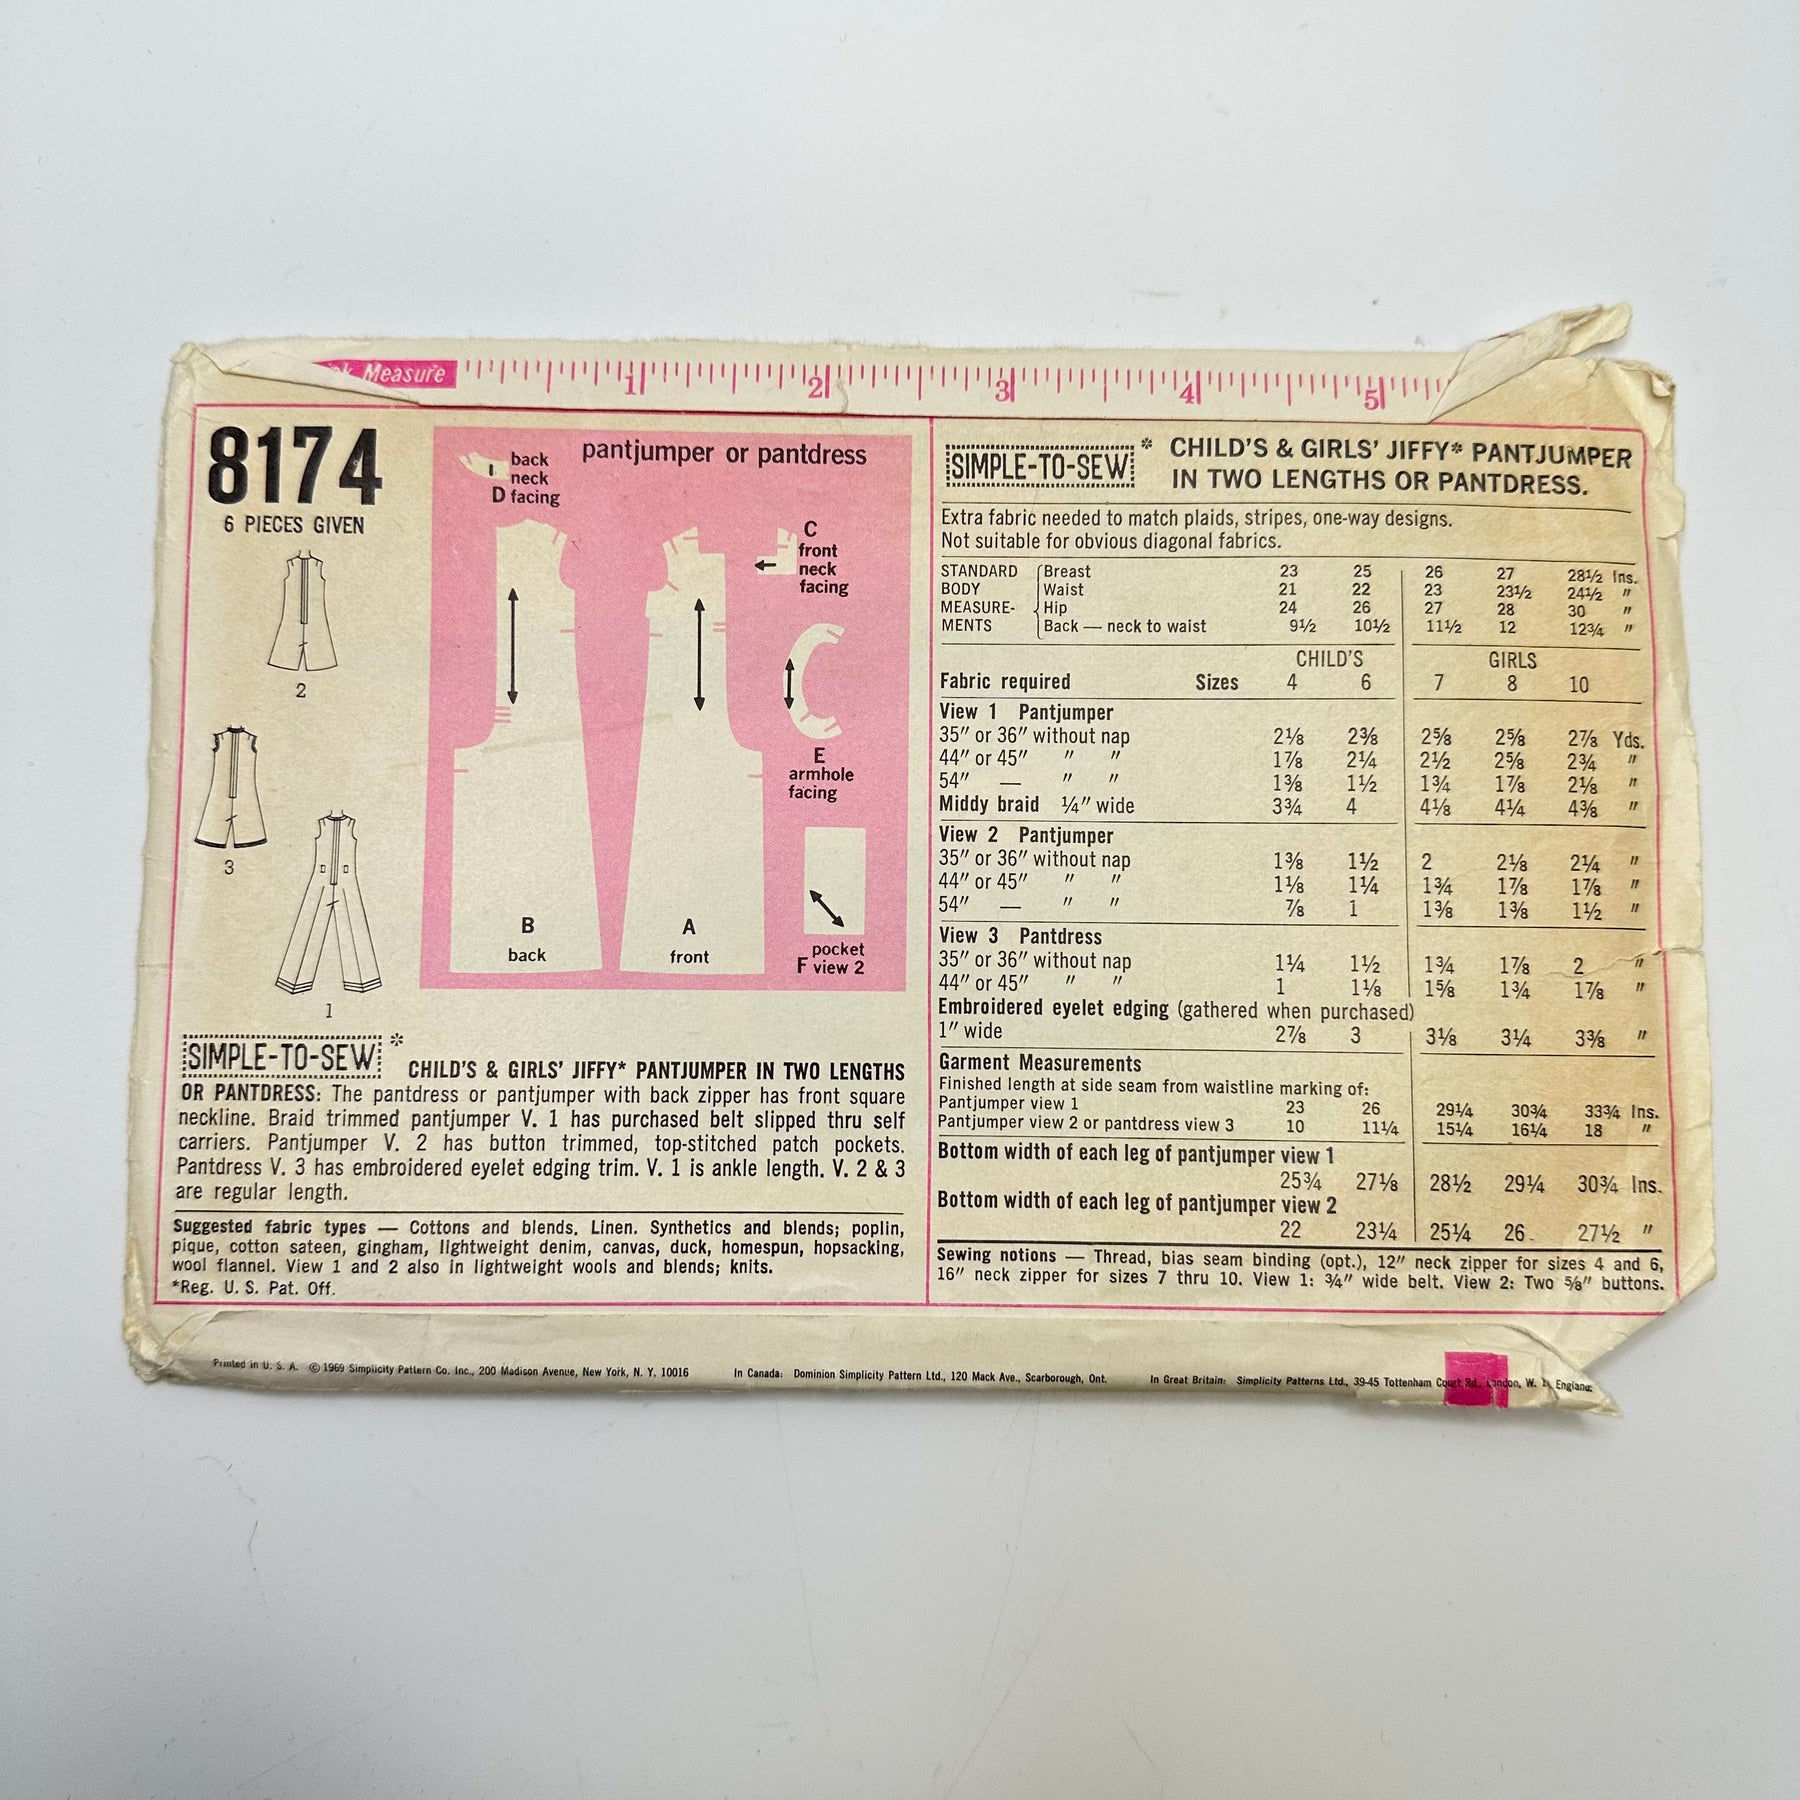 Measure
1 2 3 4 5
8174
6 PIECES GIVEN
2
3
1
pantjumper or pantdress
back
neck
D facing
C
front
neck
facing
E
armhole
facing
B
back
A
front
pocket
F view 2
SIMPLE-TO-SEW* CHILD'S & GIRLS' JIFFY* PANTJUMPER IN TWO LENGTHS
OR PANTDRESS: The pantdress or pantjumper with back zipper has front square
neckline. Braid trimmed pantjumper V. 1 has purchased belt slipped thru self
carriers. Pantjumper V. 2 has button trimmed, top-stitched patch pockets.
Pantdress V. 3 has embroidered eyelet edging trim. V. 1 is ankle length. V. 2 & 3
are regular length.
Suggested fabric types — Cottons and blends. Linen. Synthetics and blends; poplin,
pique, cotton sateen, gingham, lightweight denim, canvas, duck, homespun, hopsacking,
wool flannel. View 1 and 2 also in lightweight wools and blends; knits.
*Reg. U. S. Pat. Off.
SIMPLE-TO-SEW* CHILD'S & GIRLS' JIFFY* PANTJUMPER
IN TWO LENGTHS OR PANTDRESS.
Extra fabric needed to match plaids, stripes, one-way designs.
Not suitable for obvious diagonal fabrics.
STANDARD Breast 23 25 26 27 28½ Ins.
BODY Waist 21 22 23 23½ 24½ "
MEASURE- Hip 24 26 27 28 30 "
MENTS Back — neck to waist 9½ 10½ 11½ 12 12¾ "
CHILD'S GIRLS
Fabric required Sizes 4 6 7 8 10
View 1 Pantjumper
35" or 36" without nap 2⅛ 2⅜ 2⅝ 2⅝ 2⅞ Yds.
44" or 45" " " 1⅞ 2¼ 2½ 2⅝ 2¾ "
54" — " " 1⅜ 1½ 1¾ 1⅞ 2⅛ "
Middy braid ¼" wide 3¾ 4 4⅛ 4¼ 4⅜ "
View 2 Pantjumper
35" or 36" without nap 1⅜ 1½ 2 2⅛ 2¼ "
44" or 45" " " 1⅛ 1¼ 1¾ 1⅞ 1⅞ "
54" — " " ⅞ 1 1⅜ 1⅜ 1½ "
View 3 Pantdress
35" or 36" without nap 1¼ 1½ 1¾ 1⅞ 2 "
44" or 45" " " 1 1⅛ 1⅝ 1¾ 1⅞ "
Embroidered eyelet edging (gathered when purchased)
1" wide 2⅞ 3 3⅛ 3¼ 3⅜ "
Garment Measurements
Finished length at side seam from waistline marking of:
Pantjumper view 1 23 26 29¼ 30¾ 33¾ Ins.
Pantjumper view 2 or pantdress view 3 10 11¼ 15¼ 16¼ 18 "
Bottom width of each leg of pantjumper view 1
25¾ 27⅛ 28½ 29¼ 30¾ Ins.
Bottom width of each leg of pantjumper view 2
22 23¼ 25¼ 26 27½ "
Sewing notions — Thread, bias seam binding (opt.), 12" neck zipper for sizes 4 and 6,
16" neck zipper for sizes 7 thru 10. View 1: ¾" wide belt. View 2: Two ⅝" buttons.
Printed in U. S. A. © 1969 Simplicity Pattern Co. Inc., 200 Madison Avenue, New York, N. Y. 10016 In Canada: Dominion Simplicity Pattern Ltd., 120 Mack Ave., Scarborough, Ont. In Great Britain: Simplicity Patterns Ltd., 39-45 Tottenham Court Rd., London, W. 1, England.